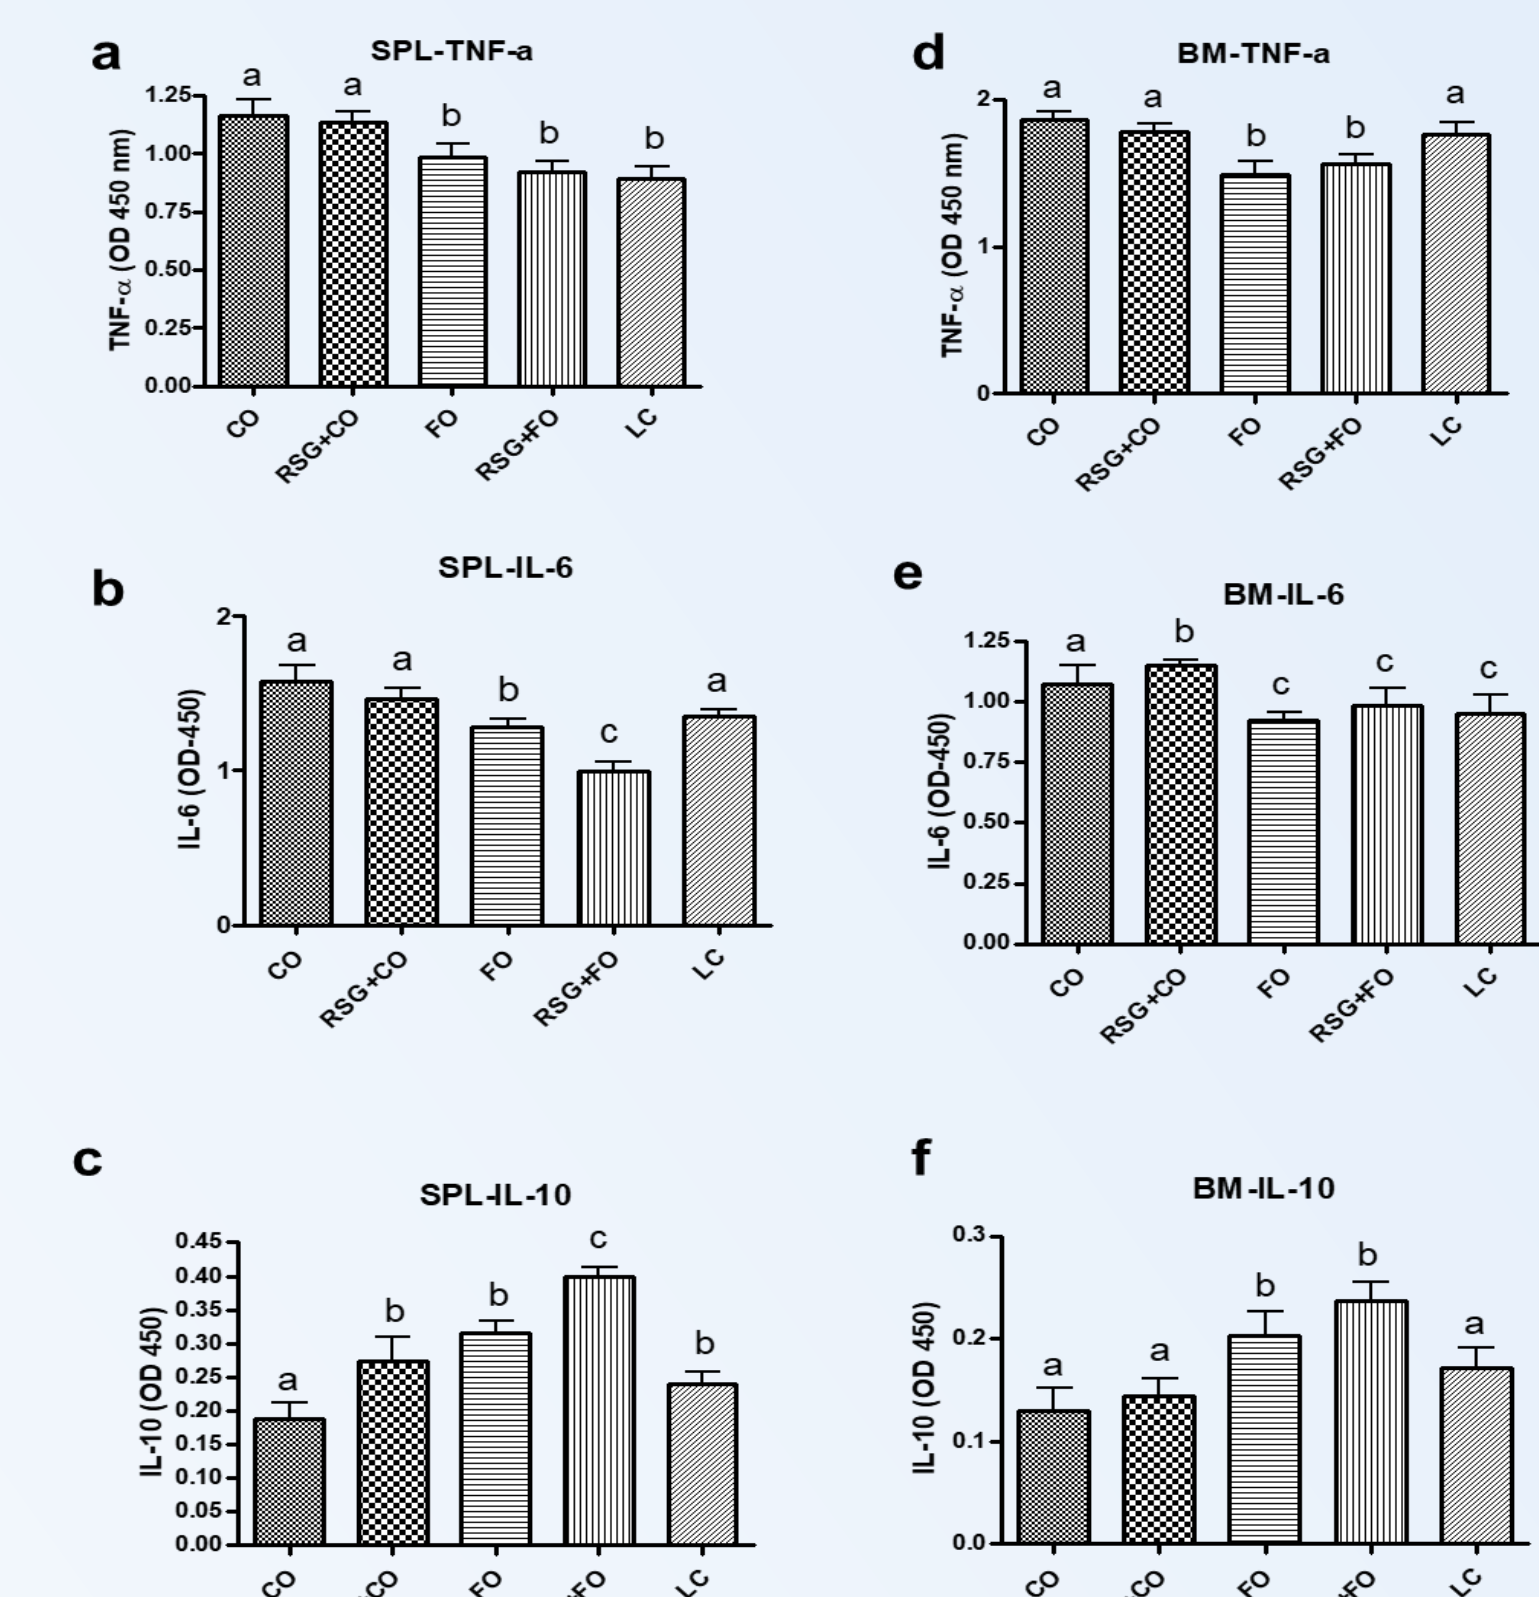 a
SPL-TNF-a
TNF-α (OD 450 nm)
1.25
1.00
0.75
0.50
0.25
0.00
a a b b b
CO RSG+CO FO RSG+FO LC
d
BM-TNF-a
TNF-α (OD 450 nm)
2
1
0
a a b b a
CO RSG+CO FO RSG+FO LC
b
SPL-IL-6
IL-6 (OD-450)
2
1
0
a a b c a
CO RSG+CO FO RSG+FO LC
e
BM-IL-6
IL-6 (OD-450)
1.25
1.00
0.75
0.50
0.25
0.00
a b c c c
CO RSG+CO FO RSG+FO LC
c
SPL-IL-10
IL-10 (OD 450)
0.45
0.40
0.35
0.30
0.25
0.20
0.15
0.10
0.05
0.00
a b b c b
CO +CO FO +FO LC
f
BM-IL-10
IL-10 (OD 450)
0.3
0.2
0.1
0.0
a a b b a
CO +CO FO +FO LC